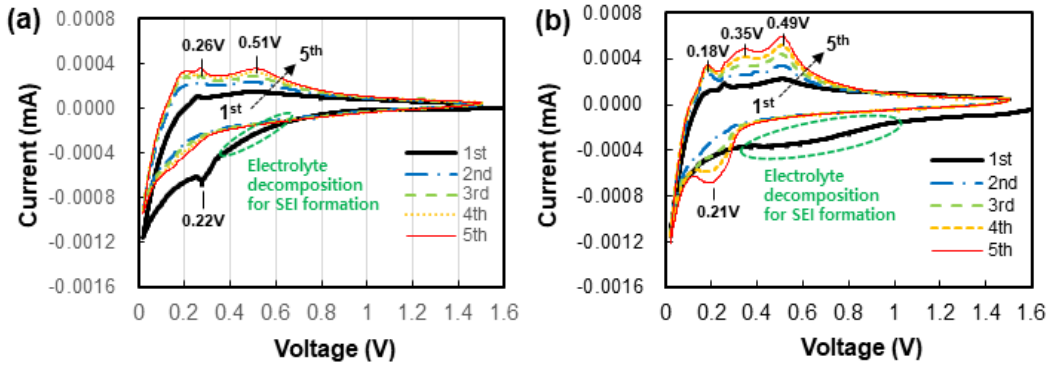 (a)
Current (mA)
0.0008
0.0004
0.0000
-0.0004
-0.0008
-0.0012
-0.0016
0.26V
0.51V
5th
1st
Electrolyte
decomposition
for SEI formation
0.22V
1st
2nd
3rd
4th
5th
0 0.2 0.4 0.6 0.8 1 1.2 1.4 1.6
Voltage (V)
(b)
Current (mA)
0.0008
0.0004
0.0000
-0.0004
-0.0008
-0.0012
-0.0016
0.18V
0.35V
0.49V
5th
1st
Electrolyte
decomposition
for SEI formation
0.21V
1st
2nd
3rd
4th
5th
0 0.2 0.4 0.6 0.8 1 1.2 1.4 1.6
Voltage (V)